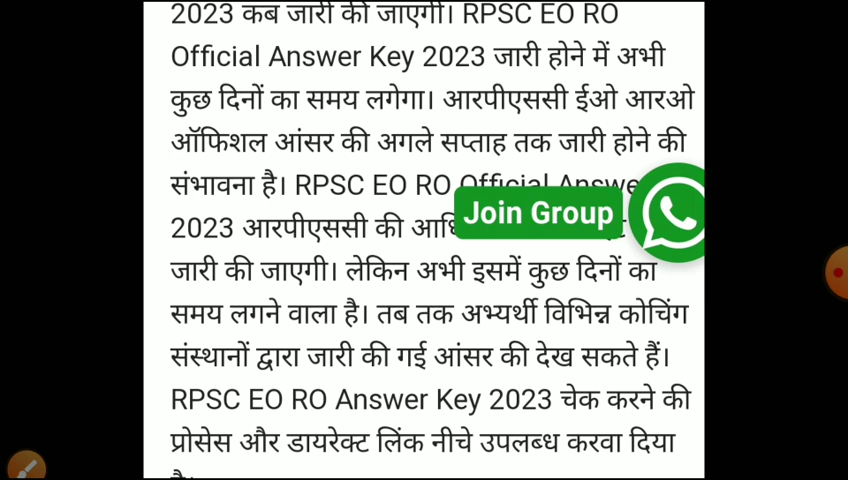 2023 कब जारी की जाएगी। RPSC EO RO
Official Answer Key 2023 जारी होने में अभी
कुछ दिनों का समय लगेगा। आरपीएससी ईओ आरओ
ऑफिशल आंसर की अगले सप्ताह तक जारी होने की
संभावना है। RPSC EO RO Official
Join Group
2023 आरपीएससी की
जारी की जाएगी। लेकिन अभी इसमें कुछ दिनों का
समय लगने वाला है। तब तक अभ्यर्थी विभिन्न कोचिंग
संस्थानों द्वारा जारी की गई आंसर की देख सकते हैं।
RPSC EO RO Answer Key 2023 चेक करने की
प्रोसेस और डायरेक्ट लिंक नीचे उपलब्ध करवा दिया